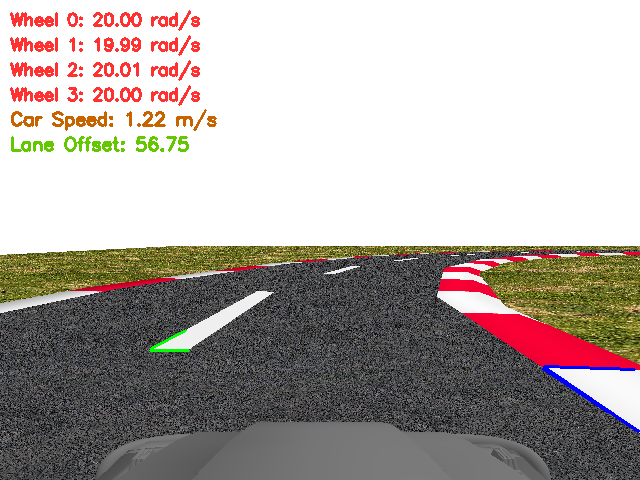 Wheel 0: 20.00 rad/s
Wheel 1: 19.99 rad/s
Wheel 2: 20.01 rad/s
Wheel 3: 20.00 rad/s
Car Speed: 1.22 m/s
Lane Offset: 56.75